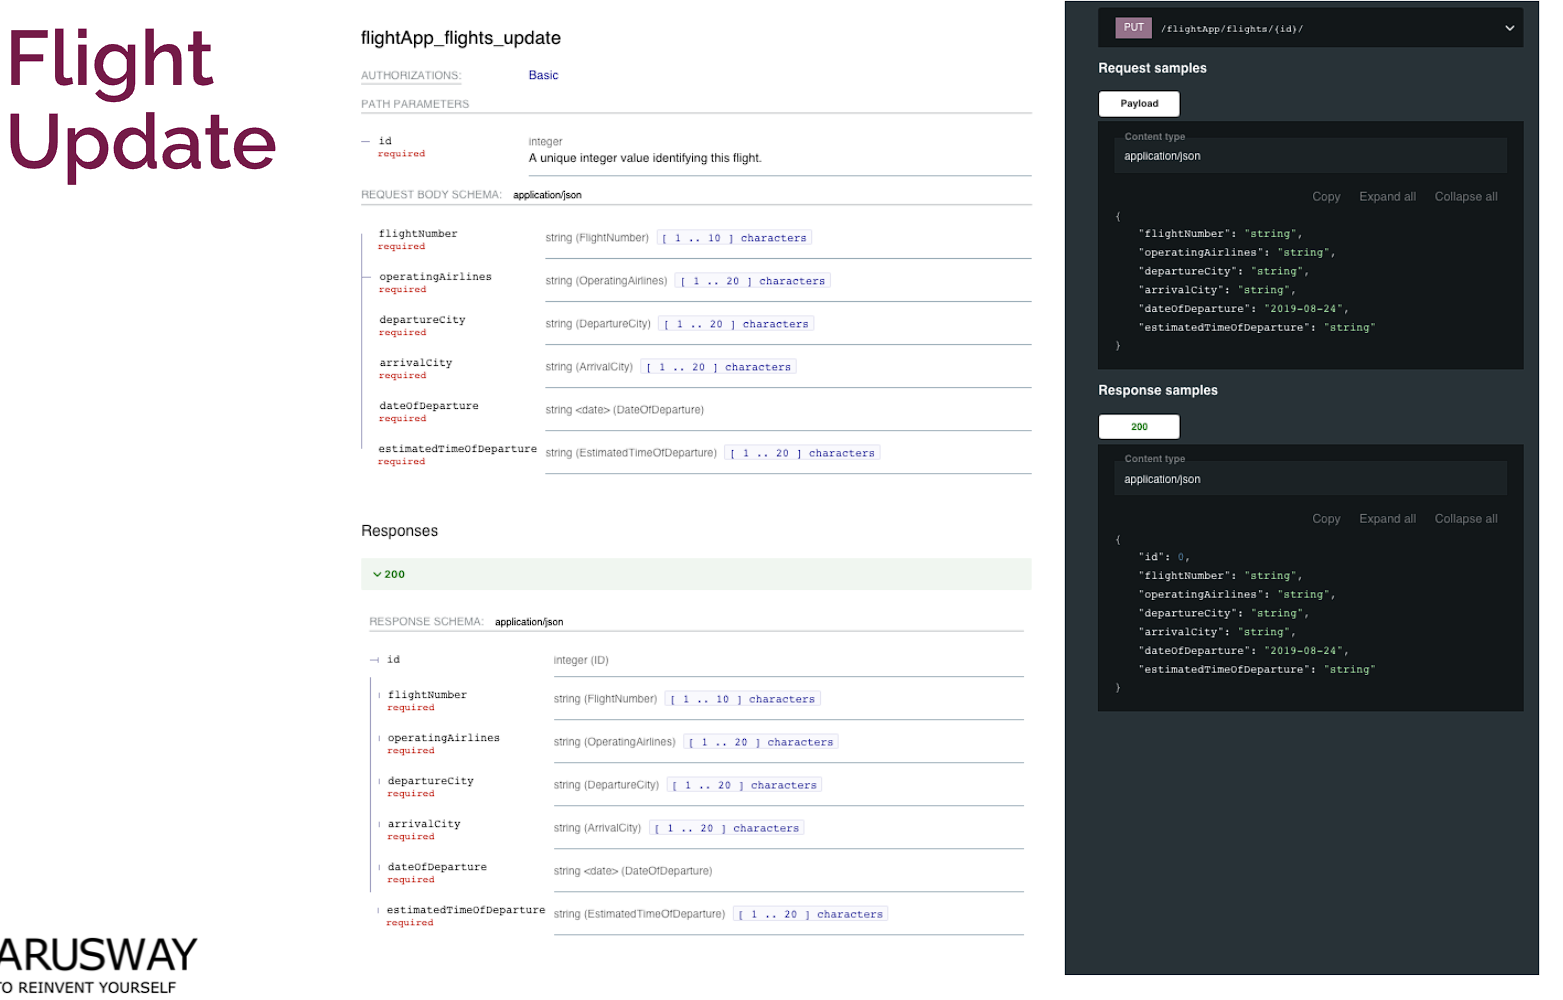 Flight
Update
flightApp_flights_update
AUTHORIZATIONS: Basic
PATH PARAMETERS
id integer
required A unique integer value identifying this flight.
REQUEST BODY SCHEMA: application/json
flightNumber string (FlightNumber) [ 1 .. 10 ] characters
required
operatingAirlines string (OperatingAirlines) [ 1 .. 20 ] characters
required
departureCity string (DepartureCity) [ 1 .. 20 ] characters
required
arrivalCity string (ArrivalCity) [ 1 .. 20 ] characters
required
dateOfDeparture string <date> (DateOfDeparture)
required
estimatedTimeOfDeparture string (EstimatedTimeOfDeparture) [ 1 .. 20 ] characters
required
Responses
200
RESPONSE SCHEMA: application/json
id integer (ID)
flightNumber string (FlightNumber) [ 1 .. 10 ] characters
required
operatingAirlines string (OperatingAirlines) [ 1 .. 20 ] characters
required
departureCity string (DepartureCity) [ 1 .. 20 ] characters
required
arrivalCity string (ArrivalCity) [ 1 .. 20 ] characters
required
dateOfDeparture string <date> (DateOfDeparture)
required
estimatedTimeOfDeparture string (EstimatedTimeOfDeparture) [ 1 .. 20 ] characters
required
PUT /flightApp/flights/{id}/
Request samples
Payload
Content type
application/json
Copy Expand all Collapse all
{
"flightNumber": "string",
"operatingAirlines": "string",
"departureCity": "string",
"arrivalCity": "string",
"dateOfDeparture": "2019-08-24",
"estimatedTimeOfDeparture": "string"
}
Response samples
200
Content type
application/json
Copy Expand all Collapse all
{
"id": 0,
"flightNumber": "string",
"operatingAirlines": "string",
"departureCity": "string",
"arrivalCity": "string",
"dateOfDeparture": "2019-08-24",
"estimatedTimeOfDeparture": "string"
}
ARUSWAY
TO REINVENT YOURSELF